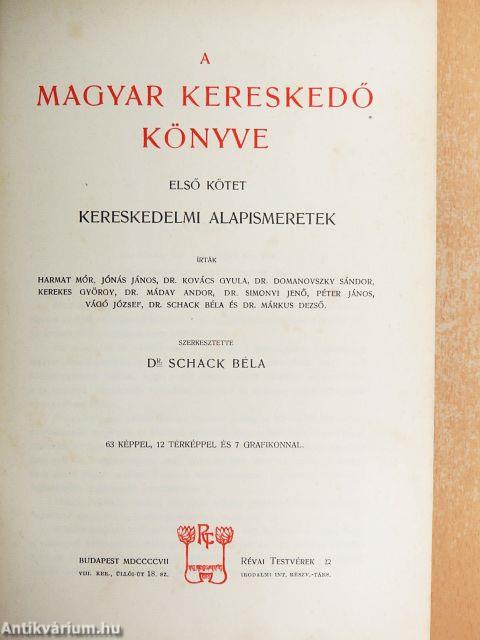 A
MAGYAR KERESKEDŐ
KÖNYVE
ELSŐ KÖTET
KERESKEDELMI ALAPISMERETEK
ÍRTÁK
HARMAT MÓR, JÓNÁS JÁNOS, DR. KOVÁCS GYULA, DR. DOMANOVSZKY SÁNDOR,
KEREKES GYÖRGY, DR. MÁDAY ANDOR, DR. SIMONYI JENŐ, PÉTER JÁNOS,
VÁGÓ JÓZSEF, DR. SCHACK BÉLA ÉS DR. MÁRKUS DEZSŐ.
SZERKESZTETTE
DR SCHACK BÉLA
63 KÉPPEL, 12 TÉRKÉPPEL ÉS 7 GRAFIKONNAL.
BUDAPEST MDCCCCVII
VIII. KER., ÜLLŐI-ÚT 18. SZ.
RÉVAI TESTVÉREK
IRODALMI INT. RÉSZV.-TÁRS.
Antikvárium.hu